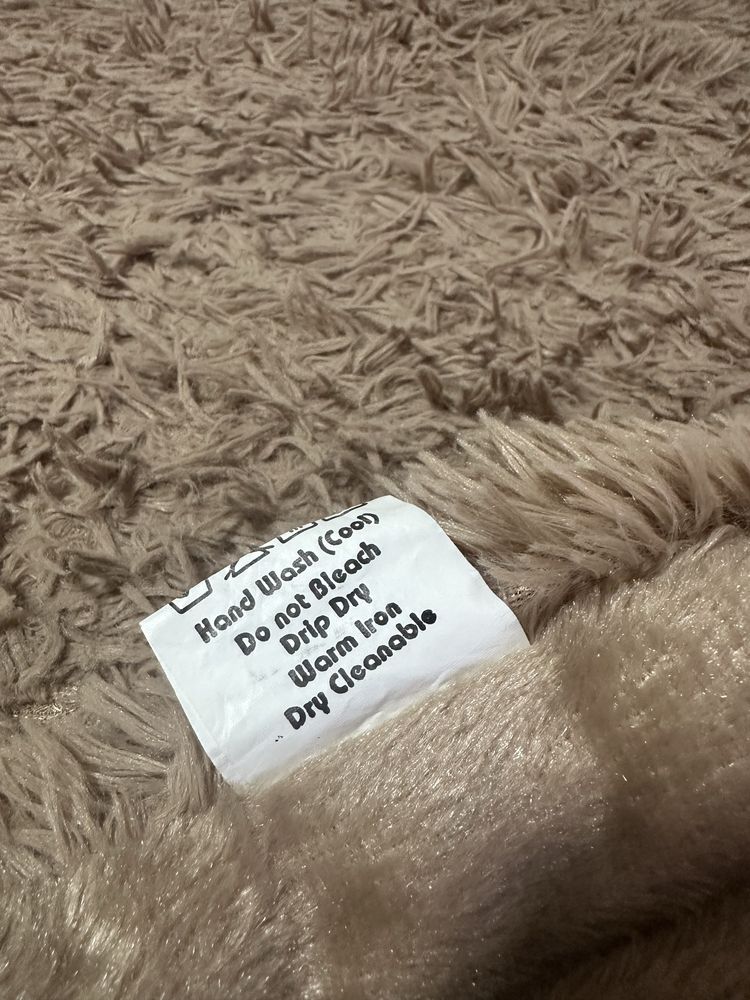 Hand Wash (Cool)
Do not Bleach
Drip Dry
Warm Iron
Dry Cleanable